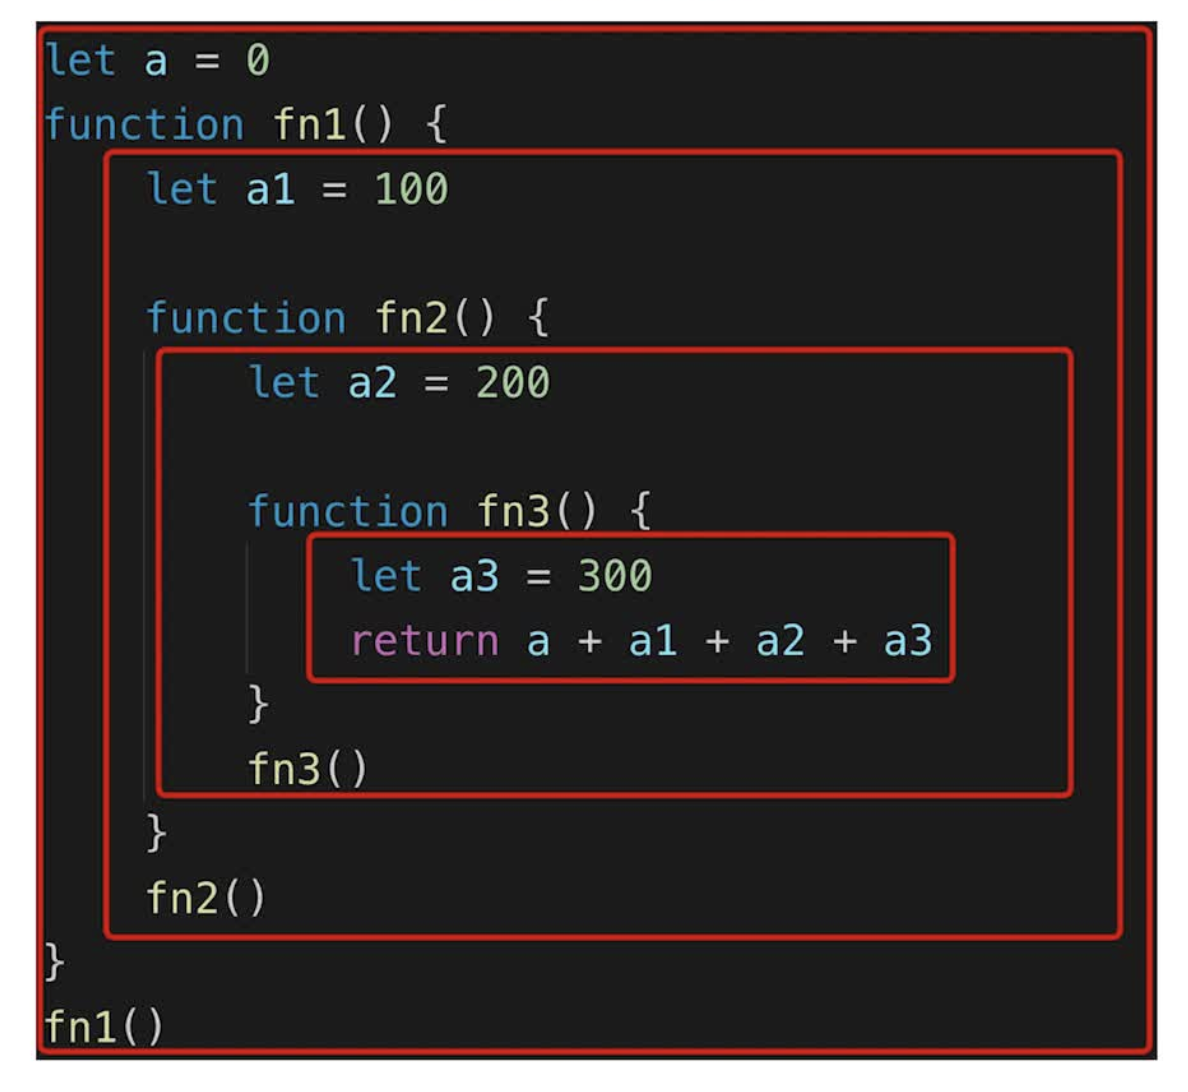 let a = 0
function fn1() {
let a1 = 100
function fn2() {
let a2 = 200
function fn3() {
let a3 = 300
return a + a1 + a2 + a3
}
fn3()
}
fn2()
}
fn1()